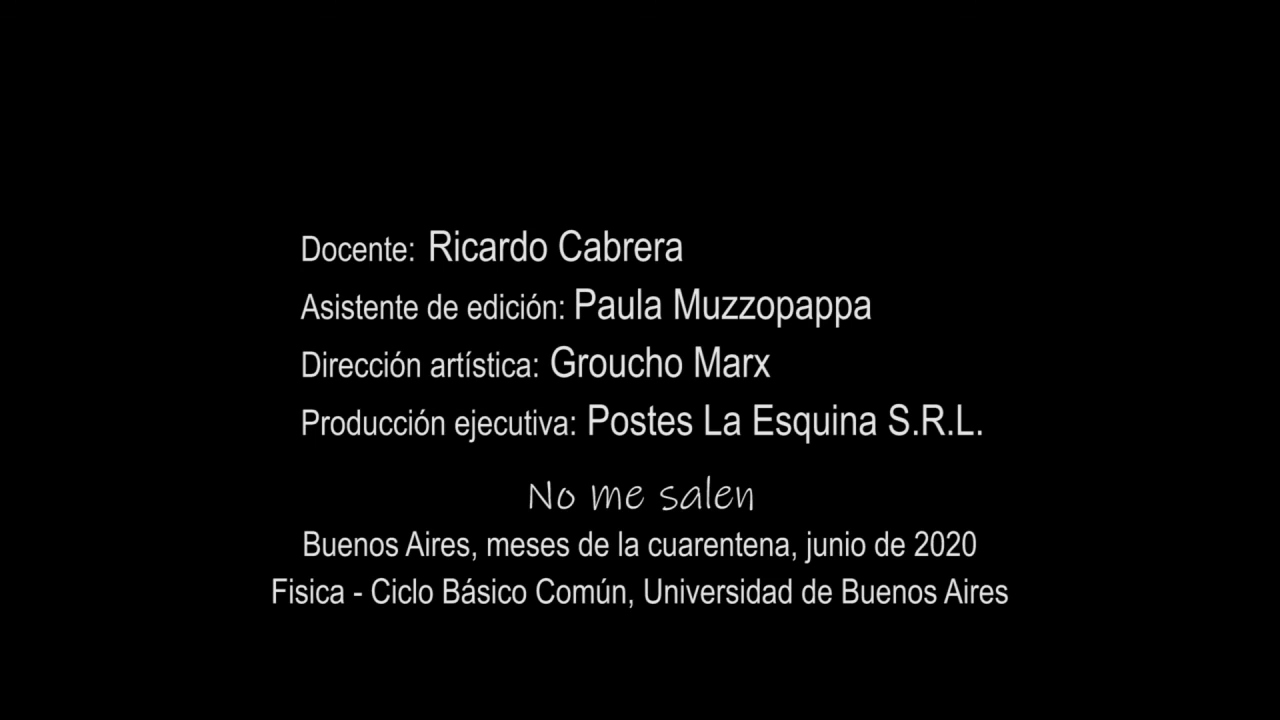 Docente: Ricardo Cabrera
Asistente de edición: Paula Muzzopappa
Dirección artística: Groucho Marx
Producción ejecutiva: Postes La Esquina S.R.L.
No me salen
Buenos Aires, meses de la cuarentena, junio de 2020
Fisica - Ciclo Básico Común, Universidad de Buenos Aires